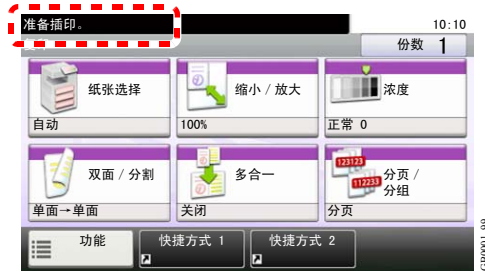 准备插印。
10:10
份数 1
纸张选择
自动
缩小 / 放大
100%
浓度
正常 0
双面 / 分割
单面→单面
多合一
关闭
123123
112233
分页 /
分组
分页
功能
快捷方式 1
快捷方式 2